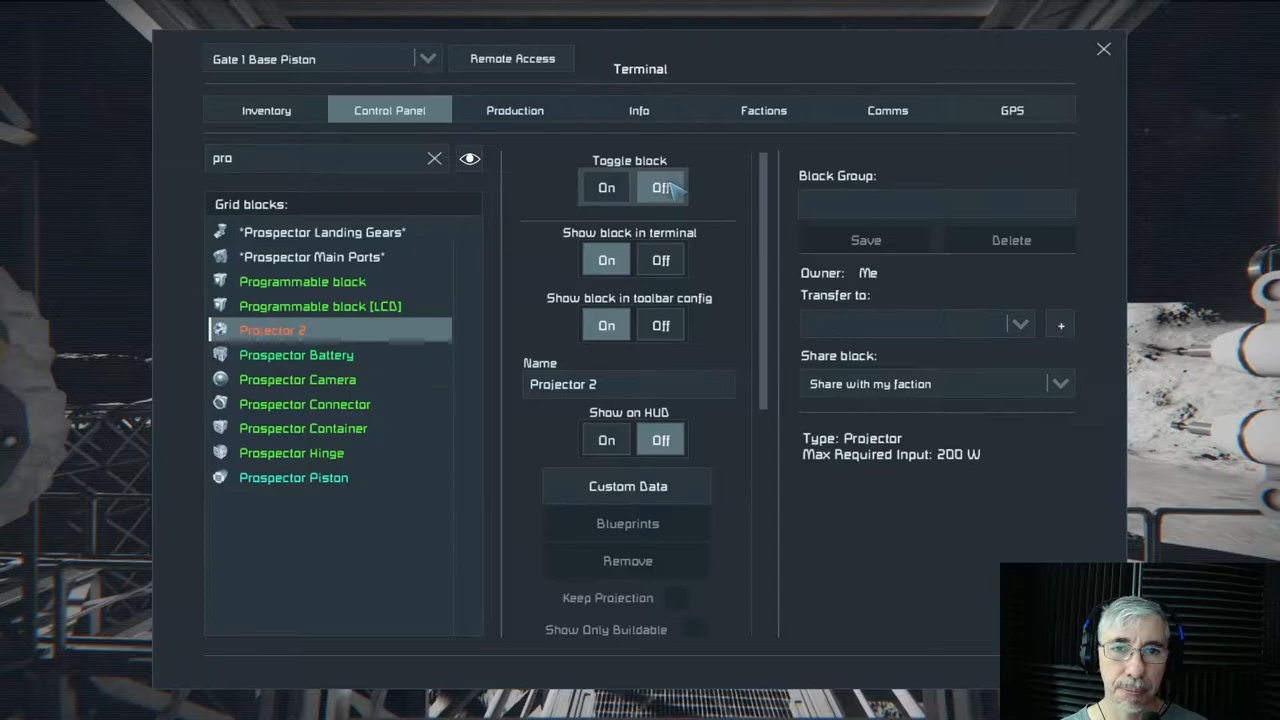 Gate 1 Base Piston
Remote Access
Terminal
Inventory
Control Panel
Production
Info
Factions
Comms
GPS
pro
Grid blocks:
*Prospector Landing Gears*
*Prospector Main Ports*
Programmable block
Programmable block [LCD]
Projector 2
Prospector Battery
Prospector Camera
Prospector Connector
Prospector Container
Prospector Hinge
Prospector Piston
Toggle block
On Off
Show block in terminal
On Off
Show block in toolbar config
On Off
Name
Projector 2
Show on HUD
On Off
Custom Data
Blueprints
Remove
Keep Projection
Show Only Buildable
Block Group:
Save Delete
Owner: Me
Transfer to:
+
Share block:
Share with my faction
Type: Projector
Max Required Input: 200 W